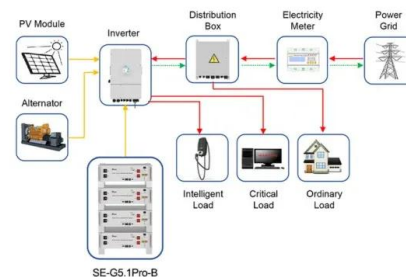 PV Module
Inverter
Distribution
Box
Electricity
Meter
Power
Grid
Alternator
Intelligent
Load
Critical
Load
Ordinary
Load
SE-G5.1Pro-B